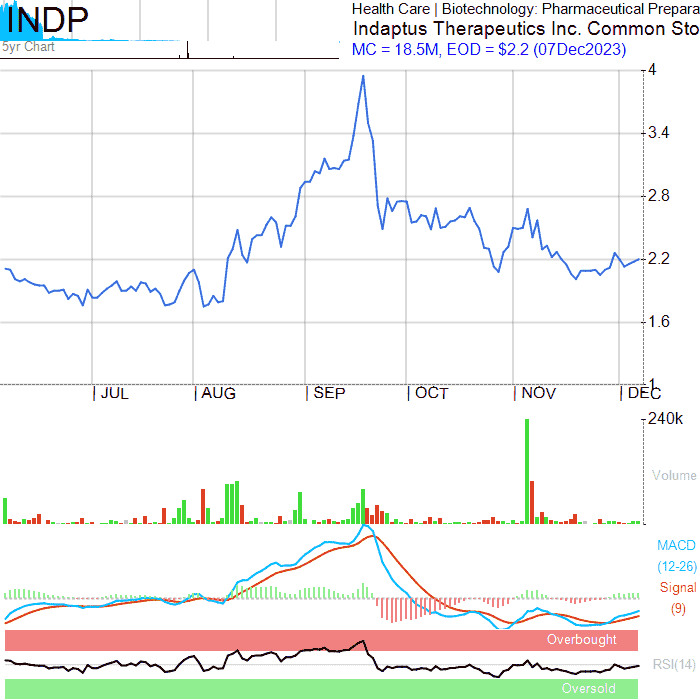 INDP
5yr Chart
Health Care | Biotechnology: Pharmaceutical Prepara
Indaptus Therapeutics Inc. Common Sto
MC = 18.5M, EOD = $2.2 (07Dec2023)
4
3.4
2.8
2.2
1.6
1
JUL
AUG
SEP
OCT
NOV
DEC
240k
Volume
MACD
(12-26)
Signal
(9)
Overbought
RSI(14)
Oversold